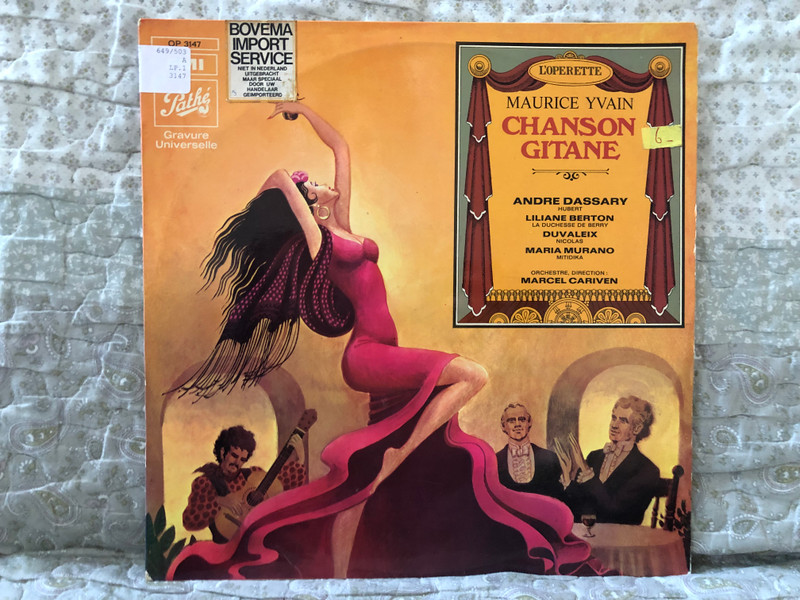 OP 3147
649/503
A
DP.1
3147
Pathé
Gravure
Universelle
BOVEMA
IMPORT
SERVICE
NIET IN NEDERLAND
UITGEBRACHT
MAAR SPECIAAL
DOOR UW
HANDELAAR
GEIMPORTEERD
L'OPERETTE
MAURICE YVAIN
CHANSON
GITANE
6-
ANDRE DASSARY
HUBERT
LILIANE BERTON
LA DUCHESSE DE BERRY
DUVALEIX
NICOLAS
MARIA MURANO
MITIDIKA
ORCHESTRE, DIRECTION :
MARCEL CARIVEN